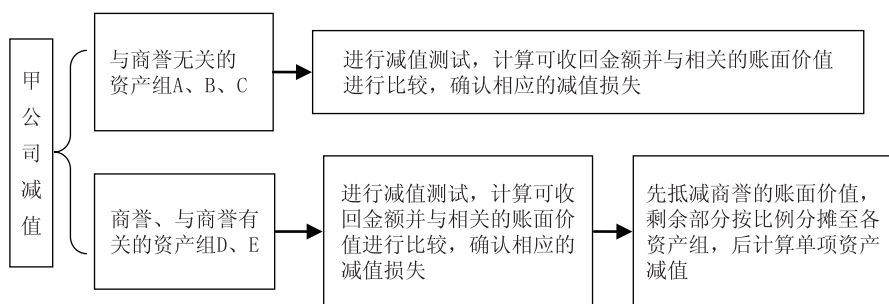 甲公司减值
与商誉无关的
资产组A、B、C
进行减值测试，计算可收回金额并与相关的账面价值
进行比较，确认相应的减值损失
商誉、与商誉有
关的资产组D、E
进行减值测试，计算可收
回金额并与相关的账面价
值进行比较，确认相应的
减值损失
先抵减商誉的账面价值，
剩余部分按比例分摊至各
资产组，后计算单项资产
减值